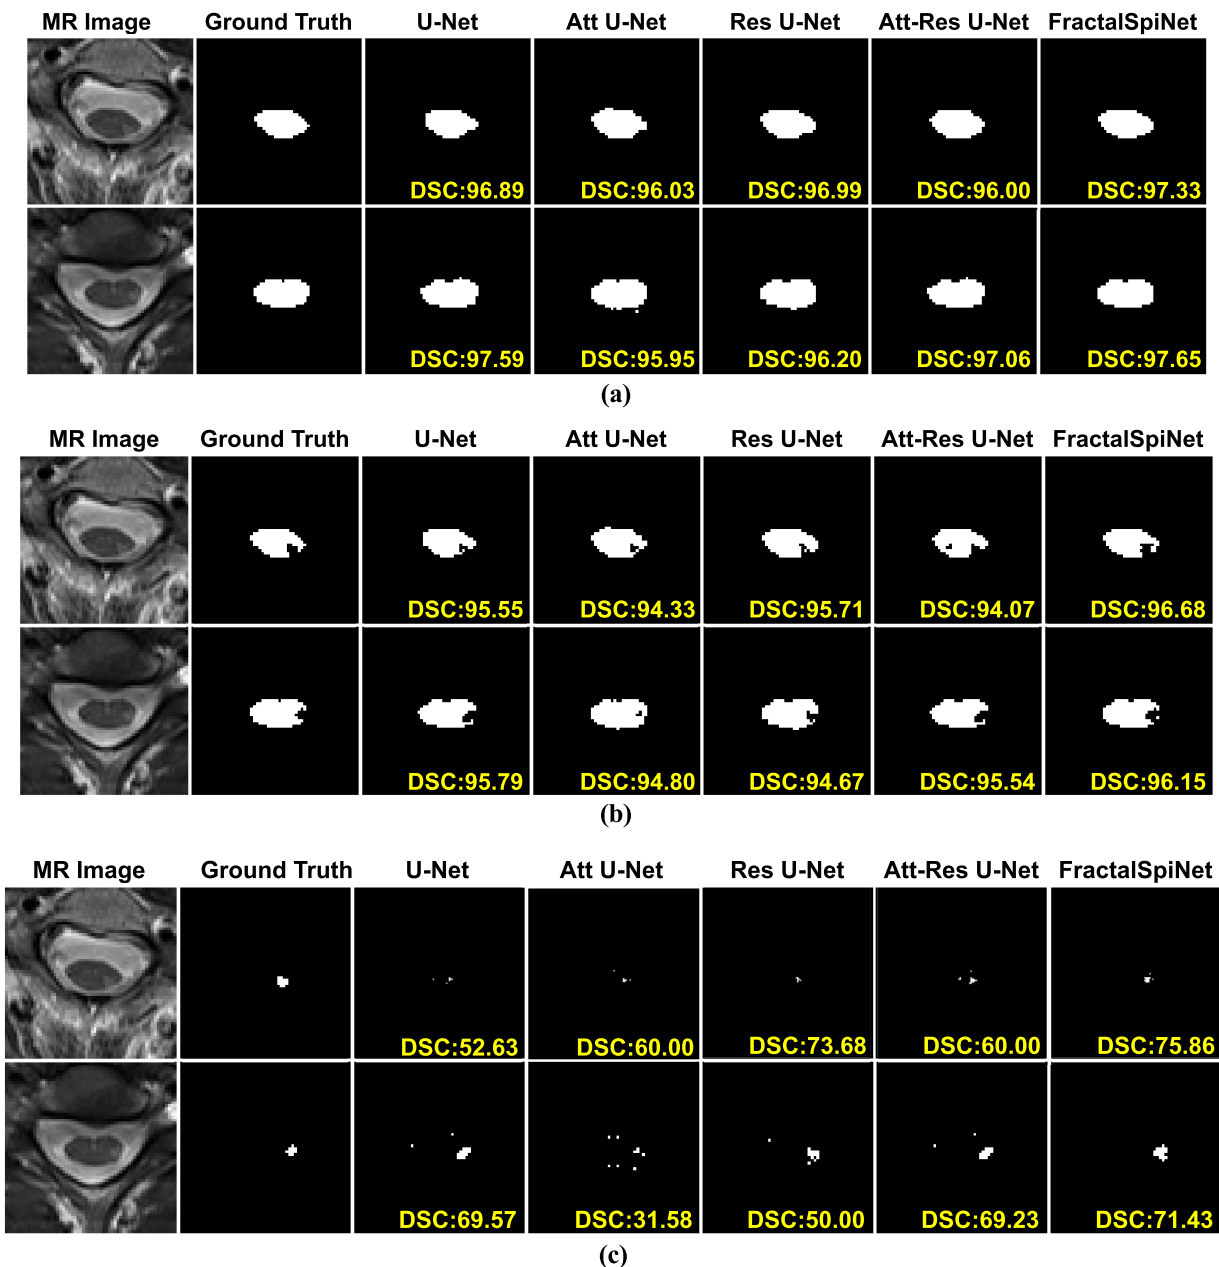 MR Image Ground Truth U-Net Att U-Net Res U-Net Att-Res U-Net FractalSpiNet
DSC:96.89 DSC:96.03 DSC:96.99 DSC:96.00 DSC:97.33
DSC:97.59 DSC:95.95 DSC:96.20 DSC:97.06 DSC:97.65
(a)
MR Image Ground Truth U-Net Att U-Net Res U-Net Att-Res U-Net FractalSpiNet
DSC:95.55 DSC:94.33 DSC:95.71 DSC:94.07 DSC:96.68
DSC:95.79 DSC:94.80 DSC:94.67 DSC:95.54 DSC:96.15
(b)
MR Image Ground Truth U-Net Att U-Net Res U-Net Att-Res U-Net FractalSpiNet
DSC:52.63 DSC:60.00 DSC:73.68 DSC:60.00 DSC:75.86
DSC:69.57 DSC:31.58 DSC:50.00 DSC:69.23 DSC:71.43
(c)